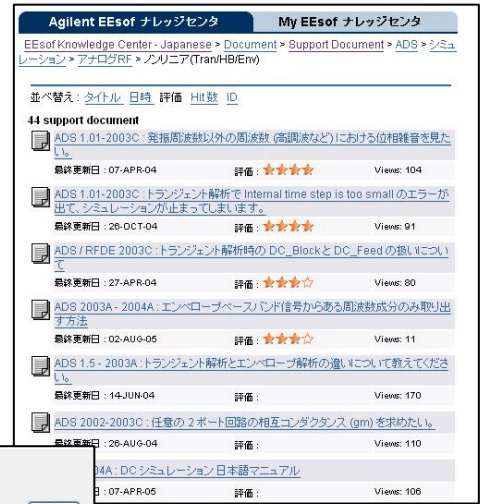 Agilent EEsof ナレッジセンタ
My EEsof ナレッジセンタ
EEsof Knowledge Center - Japanese > Document > Support Document > ADS > シミュ
レーション > アナログRF > ノンリニア(Tran/HB/Env)
並べ替え : タイトル 日時 評価 Hit数 ID
44 support document
ADS 1.01-2003C : 発振周波数以外の周波数 (高調波など) における位相雑音を見た
い。
最終更新日 : 07-APR-04 評価 : Views: 104
ADS 1.01-2003C : トランジェント解析で Internal time step is too small のエラーが
出て、シミュレーションが止まってしまいます。
最終更新日 : 26-OCT-04 評価 : Views: 91
ADS / RFDE 2003C : トランジェント解析時の DC_Block と DC_Feed の扱いについ
て
最終更新日 : 27-APR-04 評価 : Views: 80
ADS 2003A - 2004A : エンベロープベースバンド信号からある周波数成分のみ取り出
す方法
最終更新日 : 02-AUG-05 評価 : Views: 11
ADS 1.5 - 2003A : トランジェント解析とエンベロープ解析の違いについて教えてくださ
い。
最終更新日 : 14-JUN-04 評価 : Views: 170
ADS 2002-2003C : 任意の 2 ポート回路の相互コンダクタンス (gm) を求めたい。
最終更新日 : 26-AUG-04 評価 : Views: 110
04A : DC シミュレーション 日本語マニュアル
日 : 07-APR-05 評価 : Views: 106